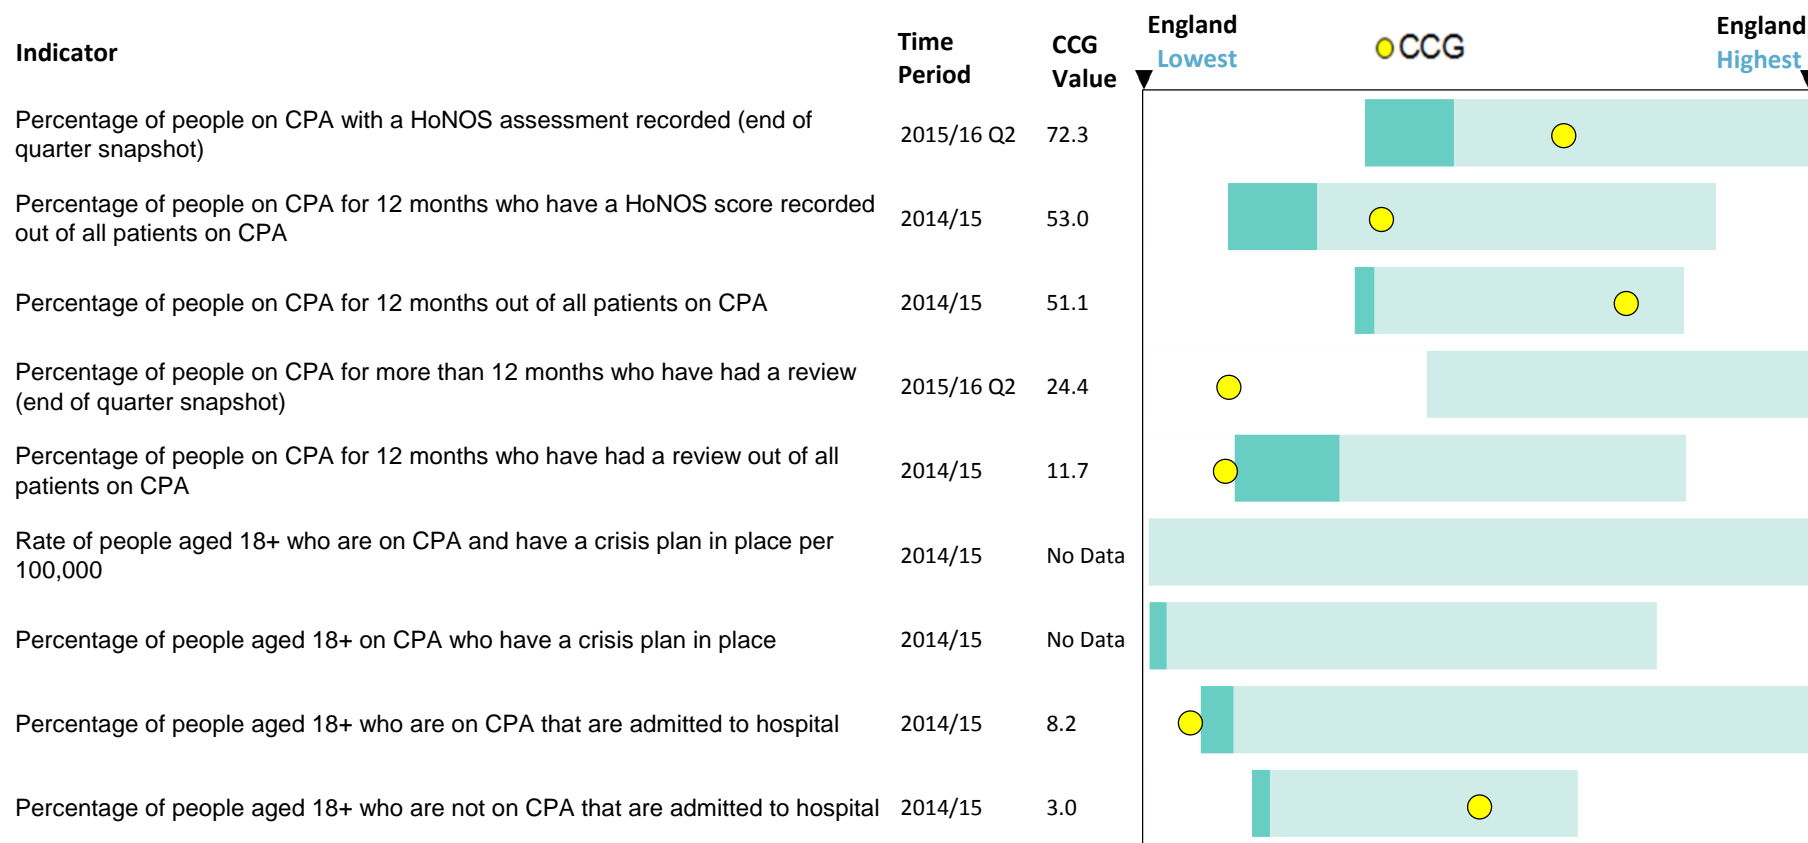 Indicator
Time Period
CCG Value
England Lowest
CCG
England Highest
Percentage of people on CPA with a HoNOS assessment recorded (end of
quarter snapshot)
2015/16 Q2 72.3
Percentage of people on CPA for 12 months who have a HoNOS score recorded
out of all patients on CPA
2014/15 53.0
Percentage of people on CPA for 12 months out of all patients on CPA 2014/15 51.1
Percentage of people on CPA for more than 12 months who have had a review
(end of quarter snapshot)
2015/16 Q2 24.4
Percentage of people on CPA for 12 months who have had a review out of all
patients on CPA
2014/15 11.7
Rate of people aged 18+ who are on CPA and have a crisis plan in place per
100,000
2014/15 No Data
Percentage of people aged 18+ on CPA who have a crisis plan in place 2014/15 No Data
Percentage of people aged 18+ who are on CPA that are admitted to hospital 2014/15 8.2
Percentage of people aged 18+ who are not on CPA that are admitted to hospital 2014/15 3.0